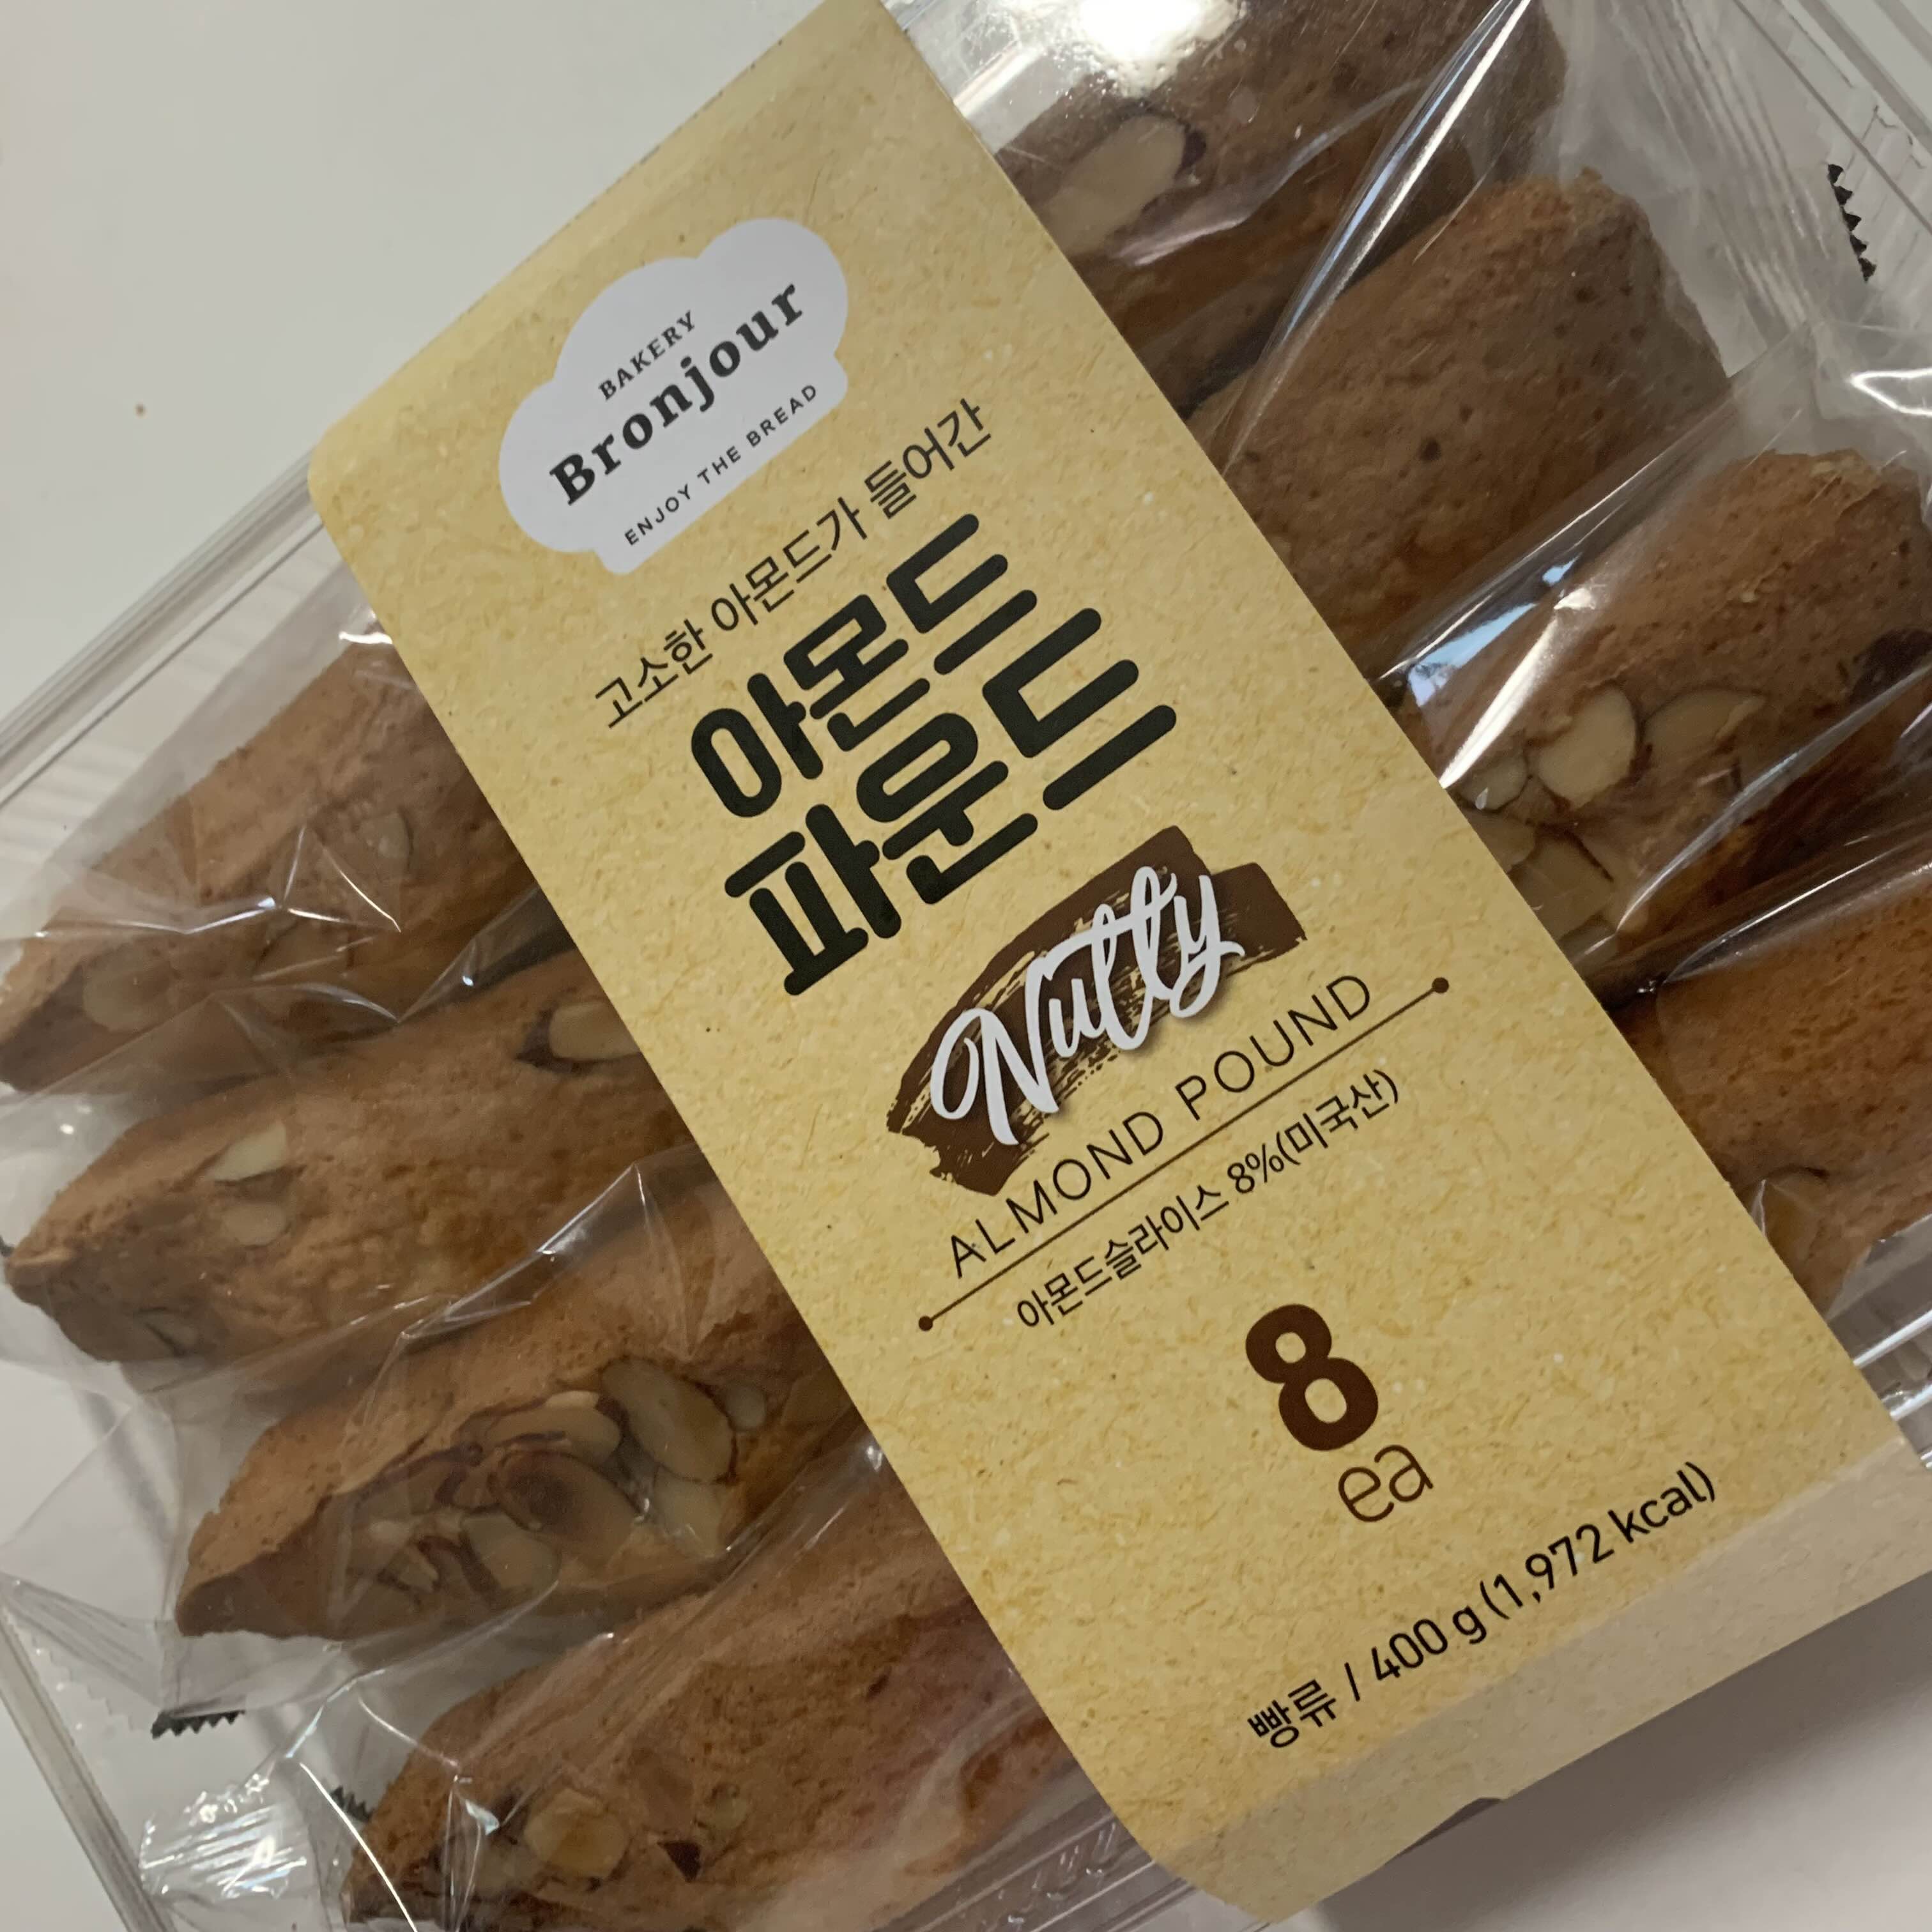 BAKERY
Bronjour
ENJOY THE BREAD
고소한 아몬드가 들어간
아몬드
파운드
Nutty
ALMOND POUND
아몬드슬라이스 8%(미국산)
8
ea
빵류 / 400 g (1,972 kcal)